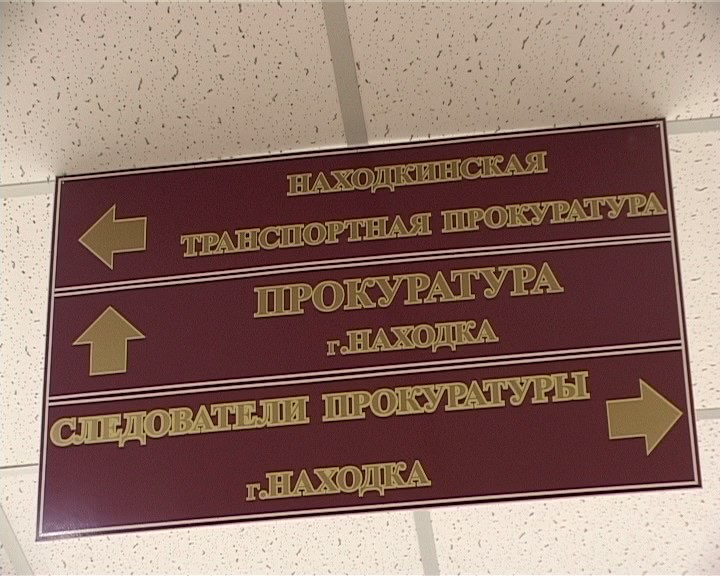 НАХОДКИНСКАЯ
ТРАНСПОРТНАЯ ПРОКУРАТУРА
ПРОКУРАТУРА
г.НАХОДКА
СЛЕДОВАТЕЛИ ПРОКУРАТУРЫ
г.НАХОДКА